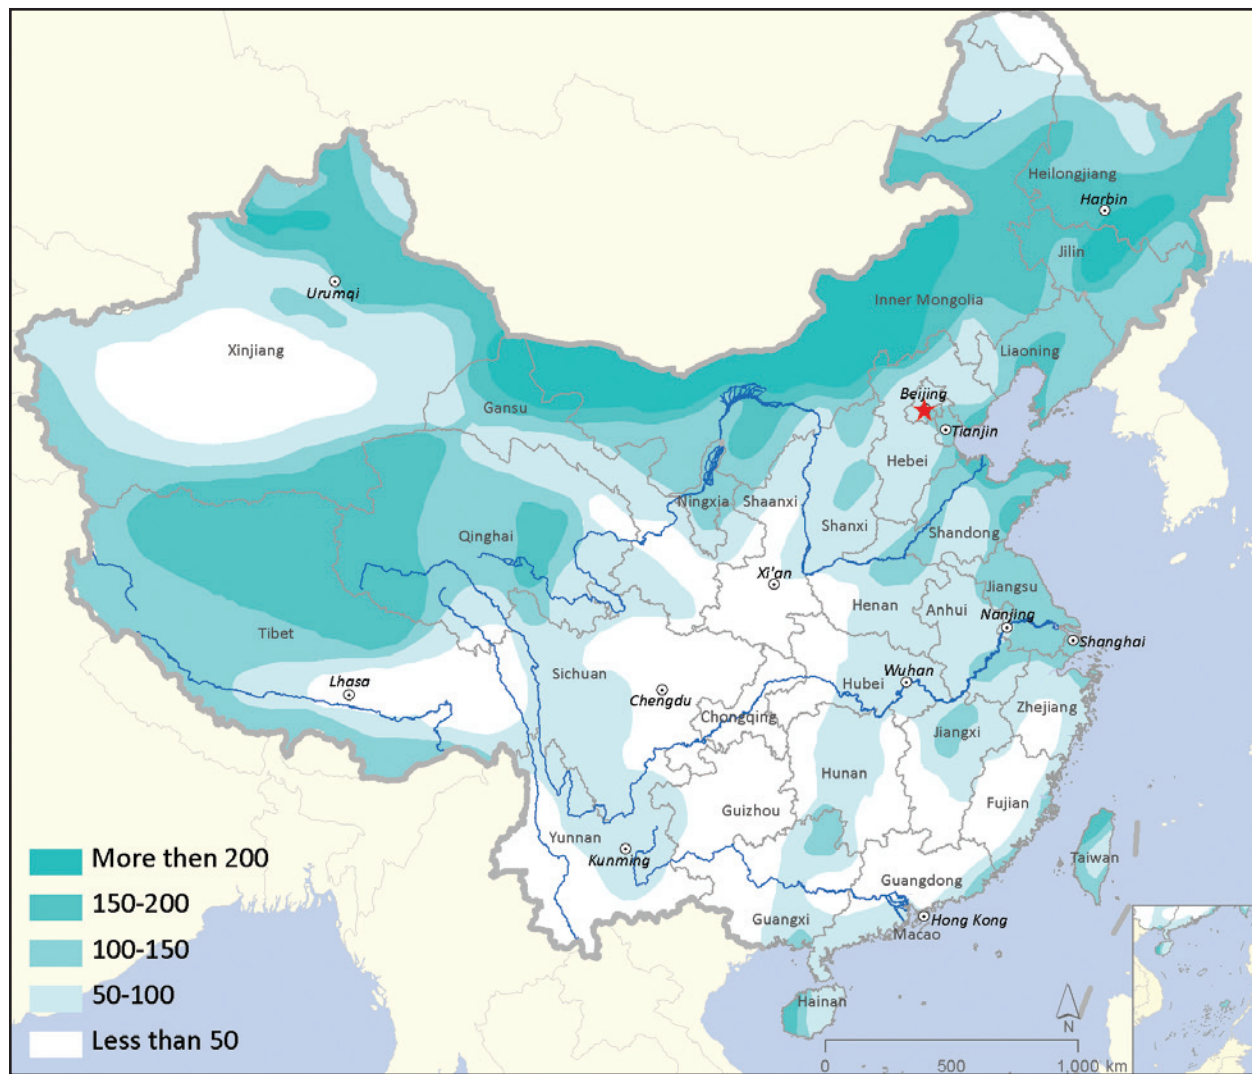 Heilongjiang
Harbin
Jilin
Inner Mongolia
Urumqi
Xinjiang
Liaoning
Beijing
Gansu
Tianjin
Hebei
Ningxia
Shaanxi
Shanxi
Qinghai
Shandong
Xi'an
Jiangsu
Henan
Anhui
Nanjing
Tibet
Shanghai
Sichuan
Wuhan
Lhasa
Hubei
Chengdu
Zhejiang
Chongqing
Jiangxi
Hunan
Fujian
Guizhou
Yunnan
Kunming
Taiwan
Guangdong
Guangxi
Hong Kong
Macao
Hainan
More then 200
150-200
100-150
50-100
Less than 50
N
0 500 1,000 km